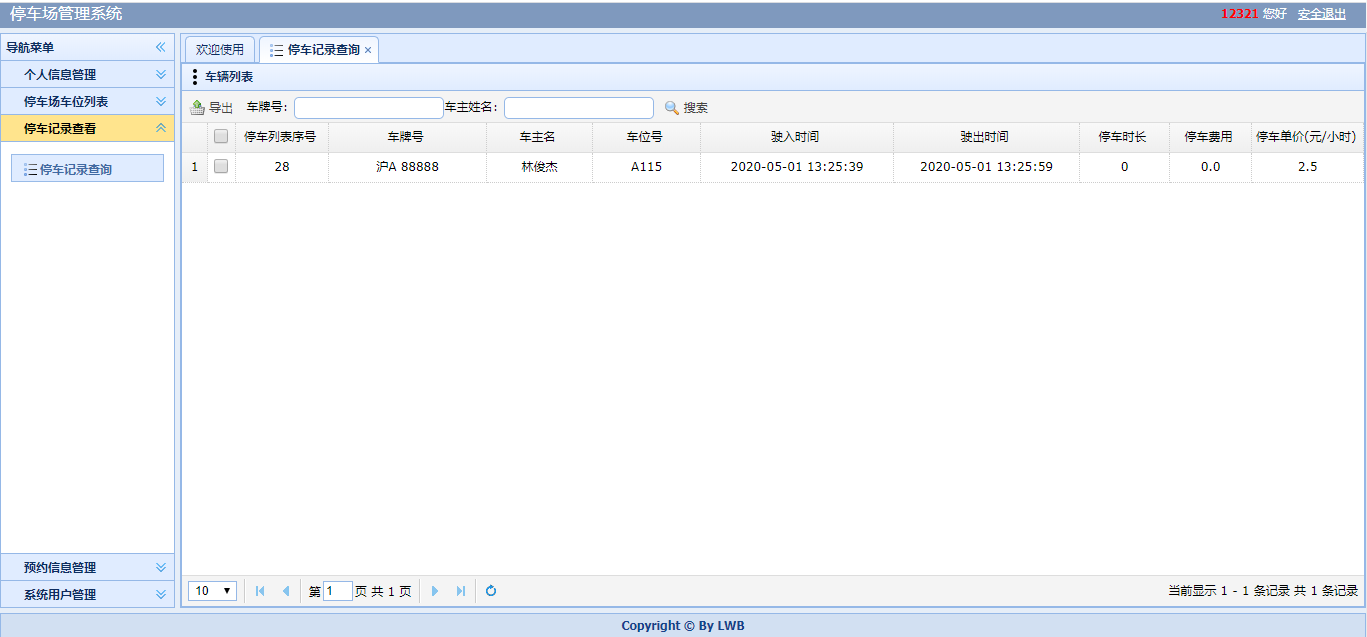 停车场管理系统
12321 您好 安全退出
导航菜单
个人信息管理
停车场车位列表
停车记录查看
停车记录查询
预约信息管理
系统用户管理
欢迎使用 停车记录查询 ×
车辆列表
导出 车牌号: 车主姓名: 搜索
停车列表序号 车牌号 车主名 车位号 驶入时间 驶出时间 停车时长 停车费用 停车单价(元/小时)
1 28 沪A 88888 林俊杰 A115 2020-05-01 13:25:39 2020-05-01 13:25:59 0 0.0 2.5
10 第 1 页 共 1 页 当前显示 1 - 1 条记录 共 1 条记录
Copyright © By LWB